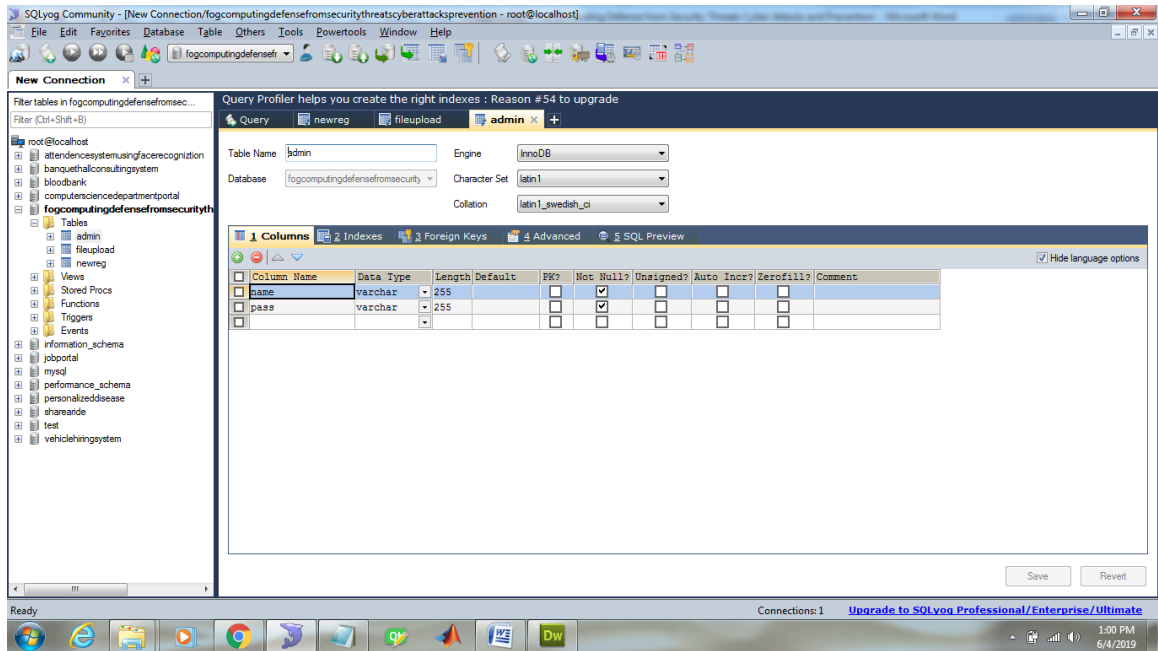 SQLyog Community - [New Connection/fogcomputingdefensefromsecuritythreatscyberattacksprevention - root@localhost]
File Edit Favorites Database Table Others Tools Powertools Window Help
fogcomputingdefensefr
New Connection
Filter tables in fogcomputingdefensefromsec...
Filter (Ctrl+Shift+B)
root@localhost
attendencesystemusingfacerecogniztion
banquethallconsultingsystem
bloodbank
computersciencedepartmentportal
fogcomputingdefensefromsecurityth
Tables
admin
fileupload
newreg
Views
Stored Procs
Functions
Triggers
Events
information_schema
jobportal
mysql
performance_schema
personalizeddisease
sharearide
test
vehiclehiringsystem
Query Profiler helps you create the right indexes : Reason #54 to upgrade
Query newreg fileupload admin
Table Name admin Engine InnoDB
Database fogcomputingdefensefromsecurity Character Set latin1
Collation latin1_swedish_ci
1 Columns 2 Indexes 3 Foreign Keys 4 Advanced 5 SQL Preview
Hide language options
Column Name Data Type Length Default PK? Not Null? Unsigned? Auto Incr? Zerofill? Comment
name varchar 255
pass varchar 255
Save Revert
Ready Connections: 1 Upgrade to SQLyog Professional/Enterprise/Ultimate
Dw
1:00 PM
6/4/2019